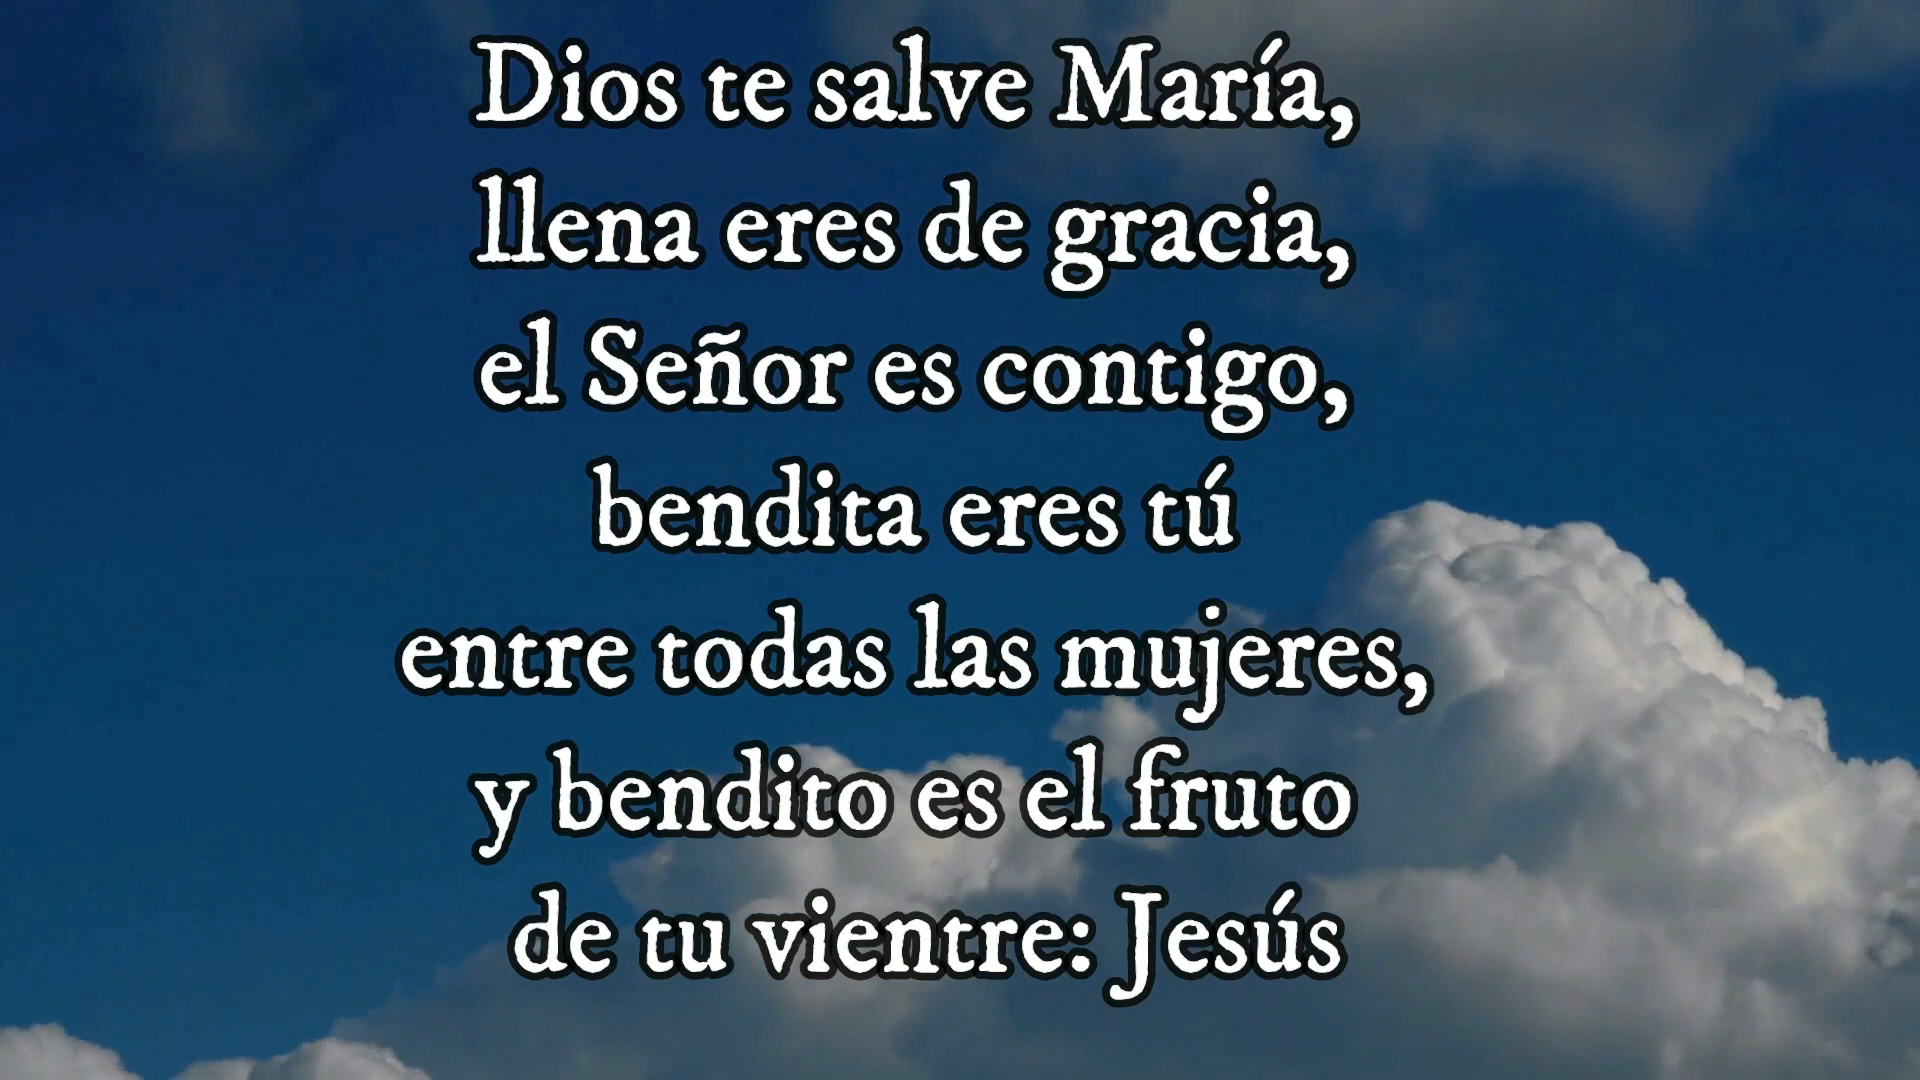 Dios te salve María,
llena eres de gracia,
el Señor es contigo,
bendita eres tú
entre todas las mujeres,
y bendito es el fruto
de tu vientre: Jesús